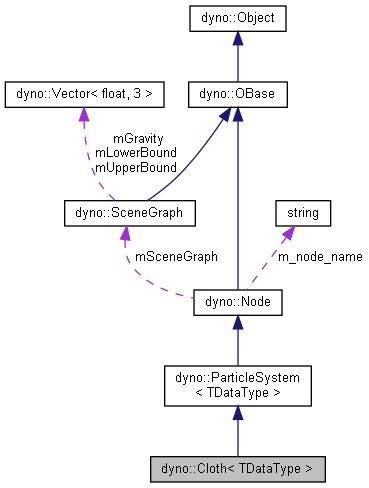 dyno::Object
dyno::Vector< float, 3 >
dyno::OBase
mGravity
mLowerBound
mUpperBound
dyno::SceneGraph
string
mSceneGraph
m_node_name
dyno::Node
dyno::ParticleSystem
< TDataType >
dyno::Cloth< TDataType >